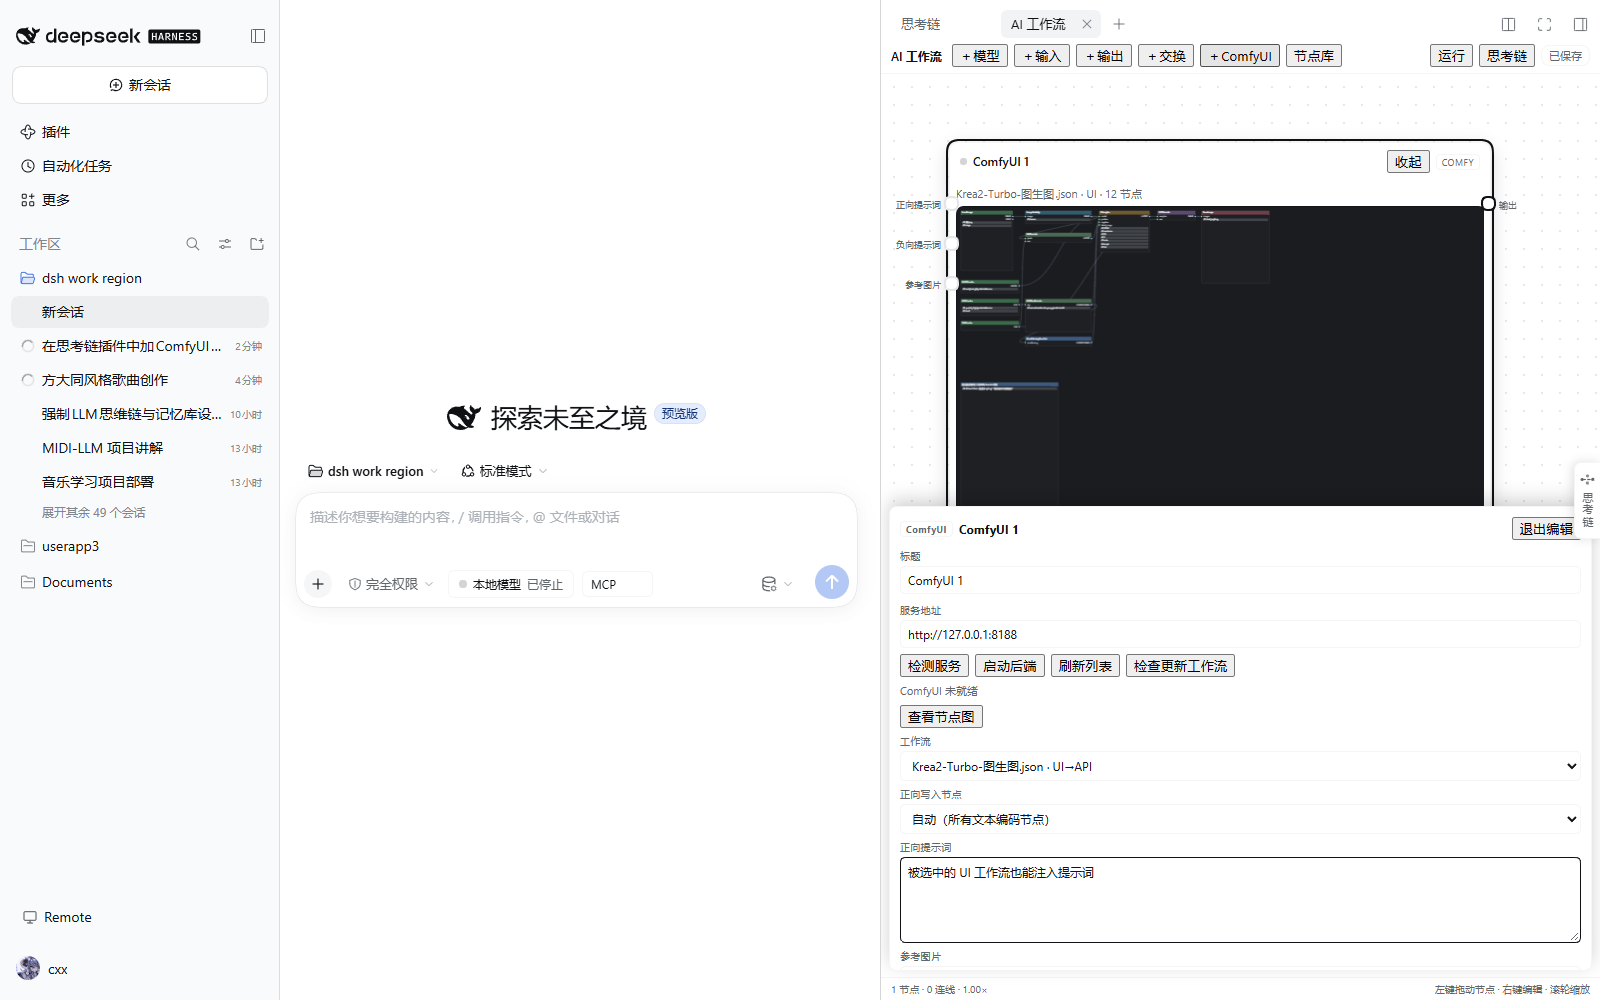 deepseek HARNESS
新会话
插件
自动化任务
更多
工作区
dsh work region
新会话
在思考链插件中加 ComfyUI... 2分钟
方大同风格歌曲创作 4分钟
强制 LLM 思维链与记忆库设... 10小时
MIDI-LLM 项目讲解 13小时
音乐学习项目部署 13小时
展开其余 49 个会话
userapp3
Documents
Remote
cxx
探索未至之境 预览版
dsh work region 标准模式
描述你想要构建的内容, / 调用指令, @ 文件或对话
完全权限 本地模型 已停止 MCP
思考链 AI 工作流
AI 工作流 + 模型 + 输入 + 输出 + 交换 + ComfyUI 节点库 运行 思考链 已保存
ComfyUI 1 收起 COMFY
Krea2-Turbo-图生图.json · UI · 12 节点
正向提示词
输出
负向提示词
参考图片
思考链
ComfyUI ComfyUI 1 退出编辑
标题
ComfyUI 1
服务地址
http://127.0.0.1:8188
检测服务 启动后端 刷新列表 检查更新工作流
ComfyUI 未就绪
查看节点图
工作流
Krea2-Turbo-图生图.json · UI→API
正向写入节点
自动（所有文本编码节点）
正向提示词
被选中的 UI 工作流也能注入提示词
参考图片
1 节点 · 0 连线 · 1.00×
左键拖动节点 · 右键编辑 · 滚轮缩放